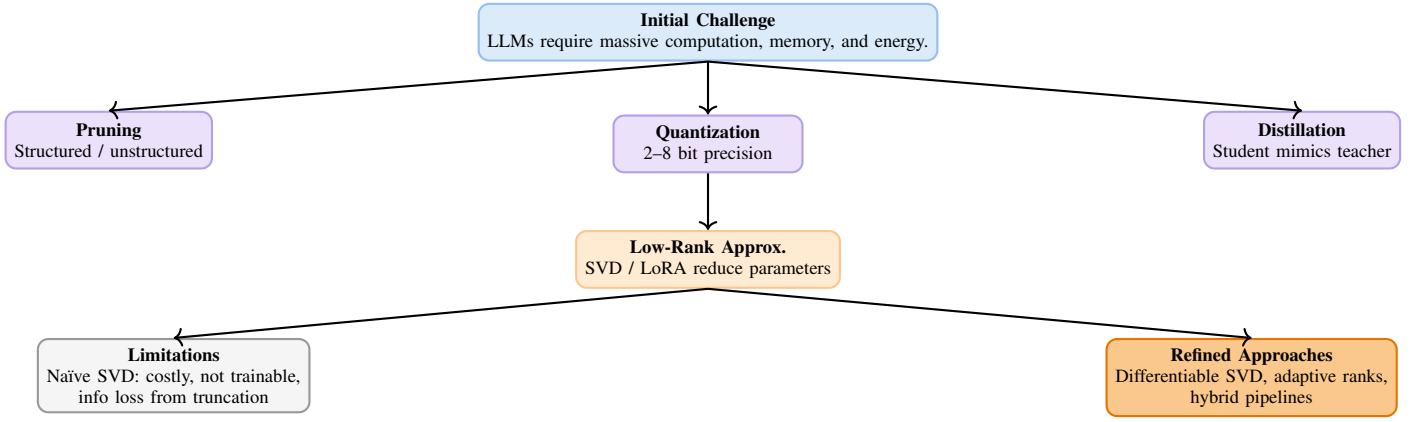 Initial Challenge
LLMs require massive computation, memory, and energy.
Pruning
Structured / unstructured
Quantization
2–8 bit precision
Distillation
Student mimics teacher
Low-Rank Approx.
SVD / LoRA reduce parameters
Limitations
Naïve SVD: costly, not trainable,
info loss from truncation
Refined Approaches
Differentiable SVD, adaptive ranks,
hybrid pipelines